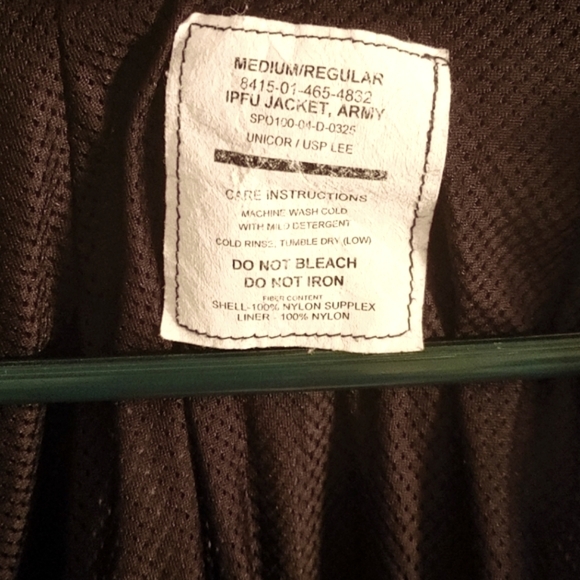 MEDIUM/REGULAR
8415-01-465-4832
IPFU JACKET, ARMY
SPO100-04-D-0325
UNICOR / USP LEE
CARE INSTRUCTIONS
MACHINE WASH COLD
WITH MILD DETERGENT
COLD RINSE, TUMBLE DRY (LOW)
DO NOT BLEACH
DO NOT IRON
FIBER CONTENT
SHELL-100% NYLON SUPPLEX
LINER - 100% NYLON